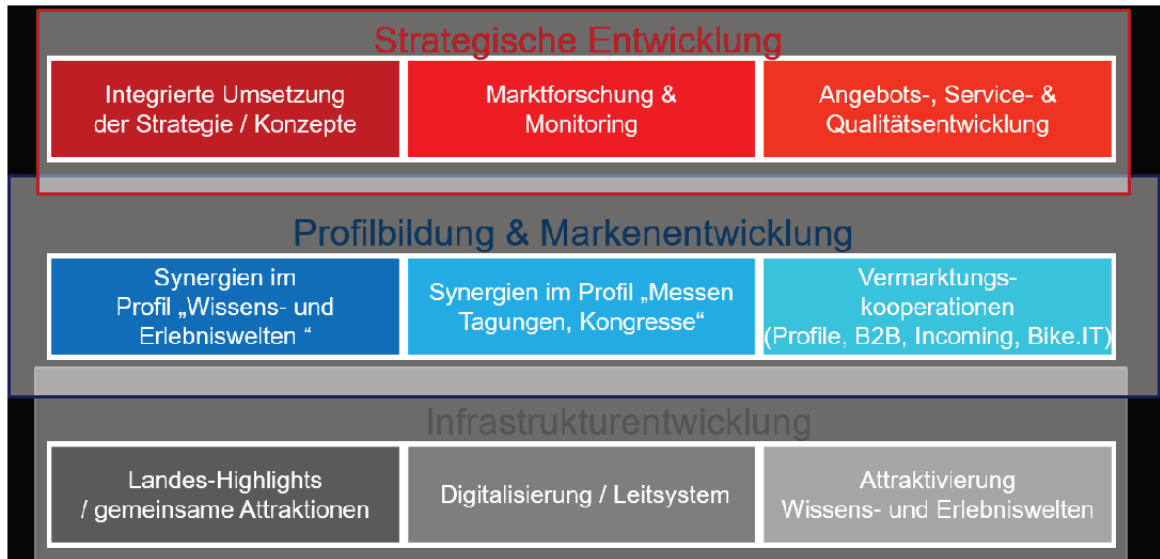 Strategische Entwicklung
Integrierte Umsetzung
der Strategie / Konzepte
Marktforschung &
Monitoring
Angebots-, Service- &
Qualitätsentwicklung
Profilbildung & Markenentwicklung
Synergien im
Profil „Wissens- und
Erlebniswelten “
Synergien im Profil „Messen
Tagungen, Kongresse“
Vermarktungs-
kooperationen
(Profile, B2B, Incoming, Bike.IT)
Infrastrukturentwicklung
Landes-Highlights
/ gemeinsame Attraktionen
Digitalisierung / Leitsystem
Attraktivierung
Wissens- und Erlebniswelten